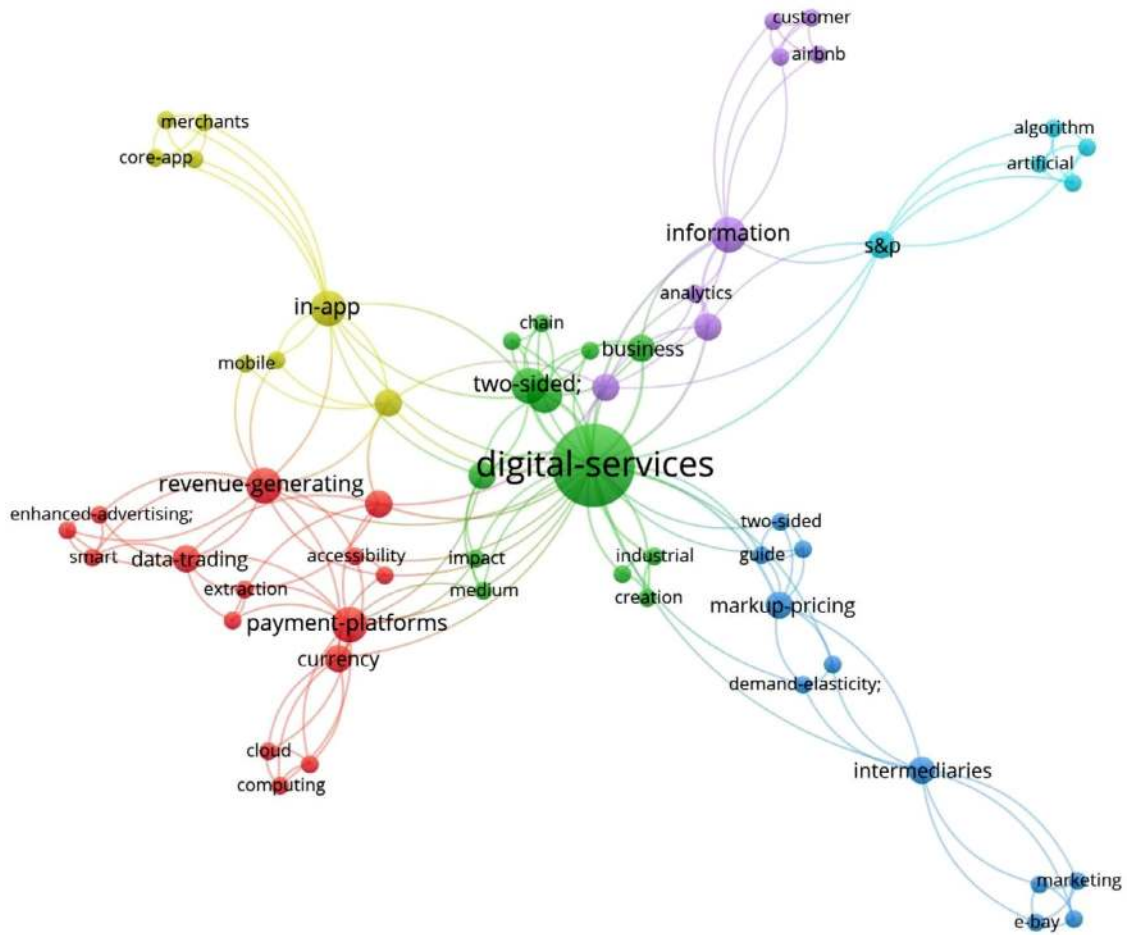 customer
airbnb
merchants
core-app
algorithm
artificial
information
s&p
analytics
in-app
chain
business
mobile
two-sided;
digital-services
revenue-generating
enhanced-advertising;
smart
data-trading
accessibility
extraction
impact
medium
industrial
creation
two-sided
guide
markup-pricing
payment-platforms
currency
demand-elasticity;
cloud
computing
intermediaries
marketing
e-bay